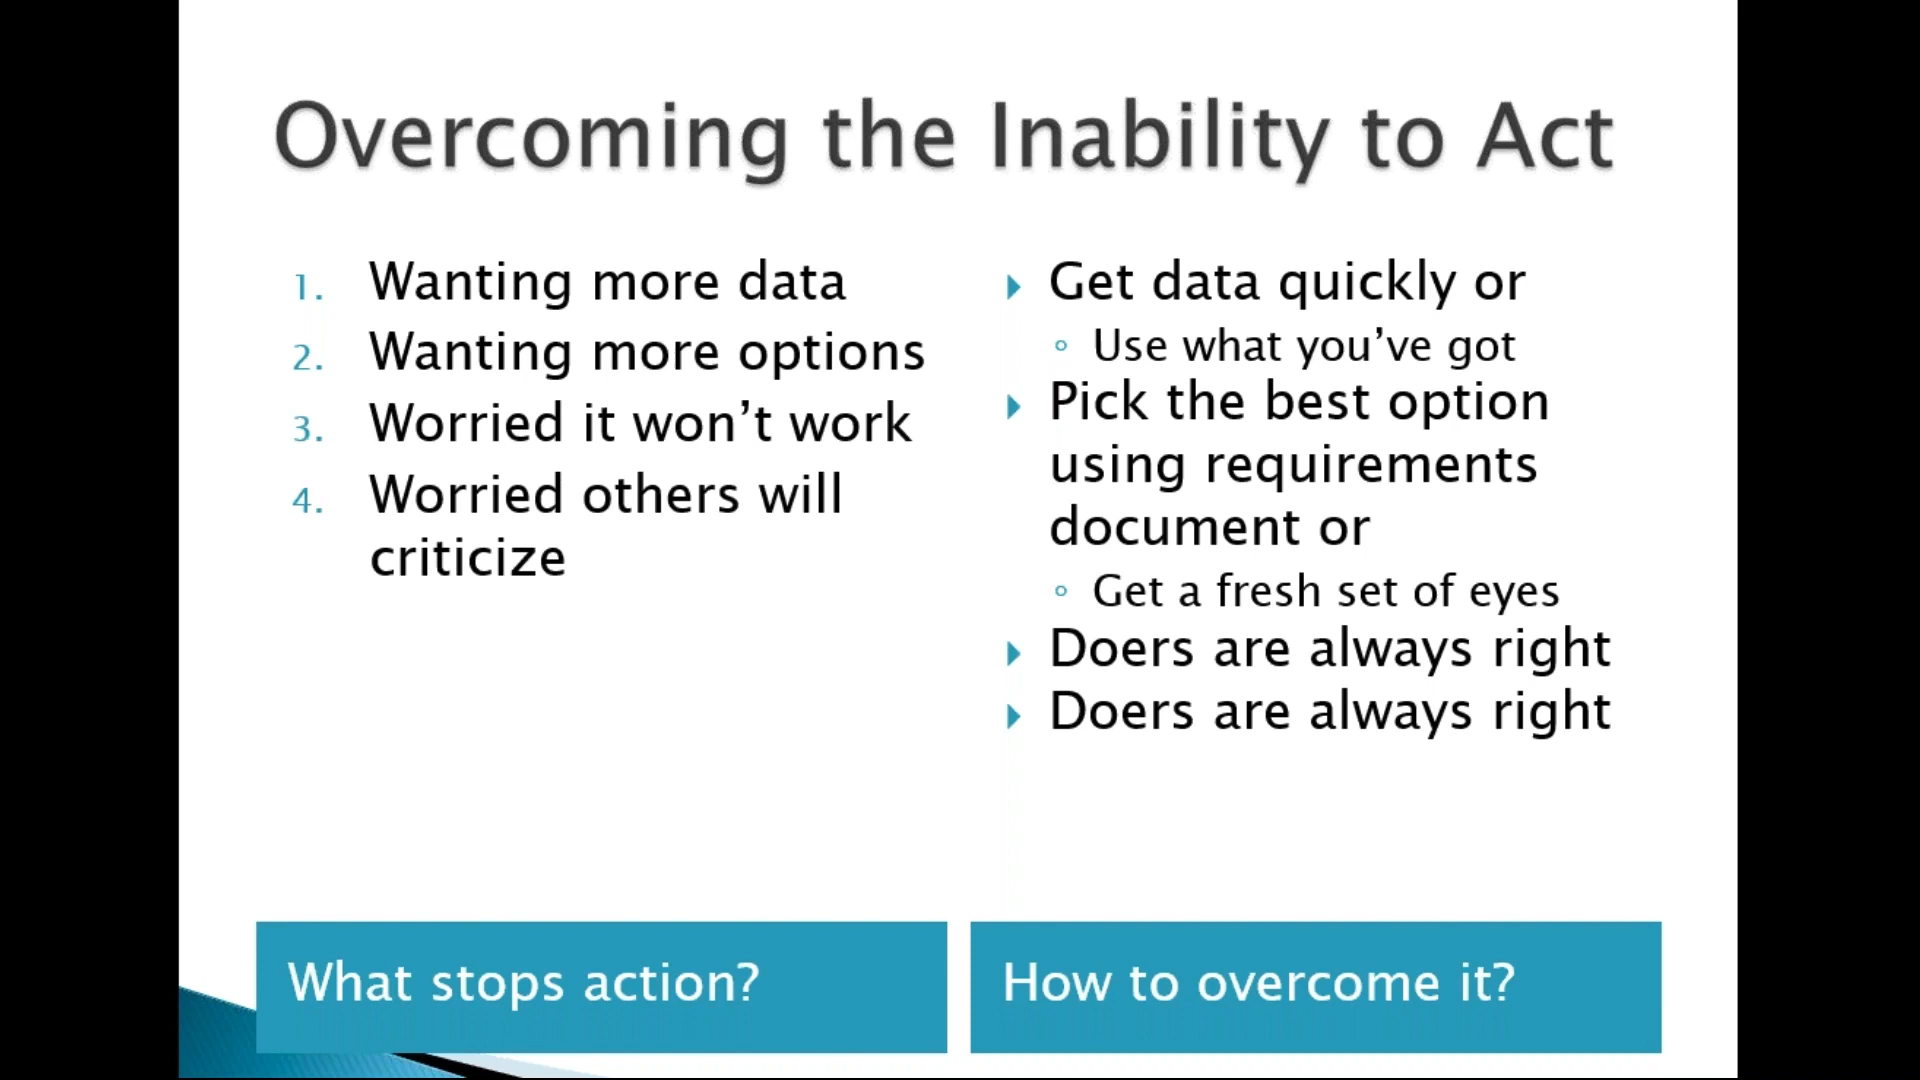 Overcoming the Inability to Act
1. Wanting more data
2. Wanting more options
3. Worried it won’t work
4. Worried others will
criticize
Get data quickly or
Use what you’ve got
Pick the best option
using requirements
document or
Get a fresh set of eyes
Doers are always right
Doers are always right
What stops action?
How to overcome it?